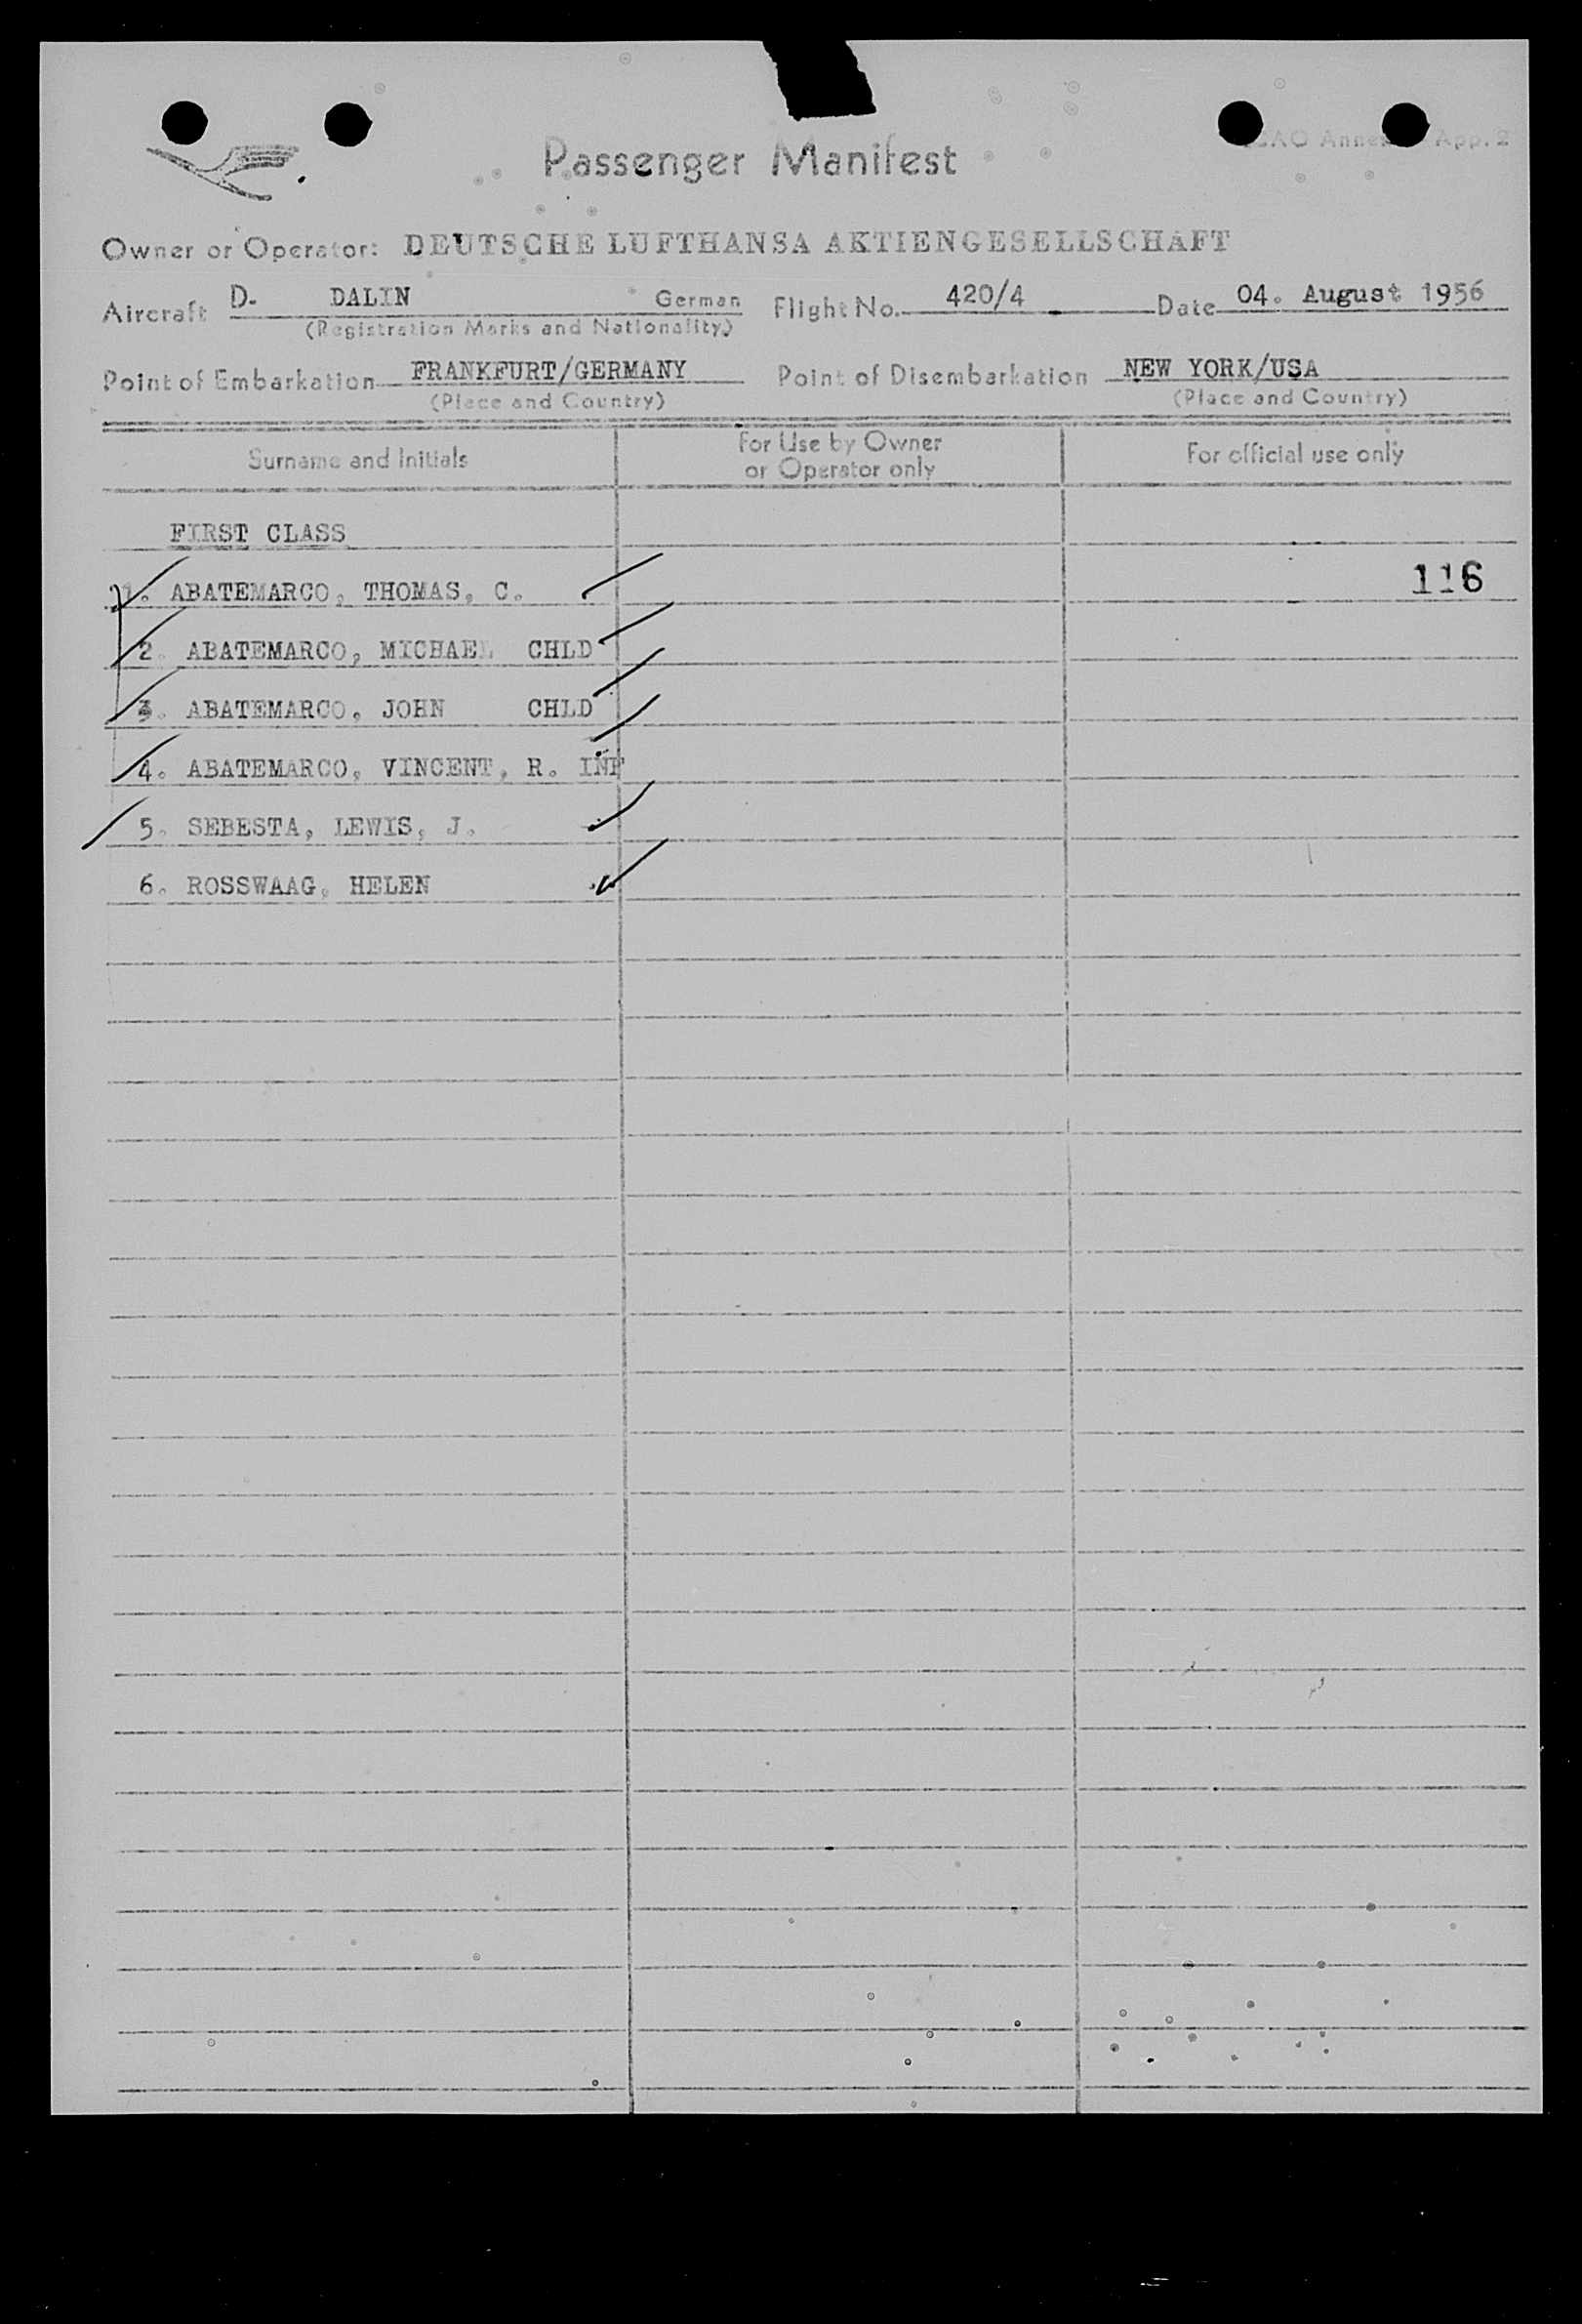 Passenger Manifest
App. 2
Owner or Operator: DEUTSCHE LUFTHANSA AKTIENGESELLSCHAFT
Aircraft D- DALIN German Flight No. 420/4 Date 04. August 1956
(Registration Marks and Nationality)
Point of Embarkation FRANKFURT/GERMANY Point of Disembarkation NEW YORK/USA
(Place and Country) (Place and Country)
Surname and Initials For Use by Owner or Operator only For official use only
FIRST CLASS
1. ABATEMARCO, THOMAS, C. 116
2. ABATEMARCO, MICHAEL CHLD
3. ABATEMARCO, JOHN CHLD
4. ABATEMARCO, VINCENT, R. INF
5. SEBESTA, LEWIS, J.
6. ROSSWAAG, HELEN